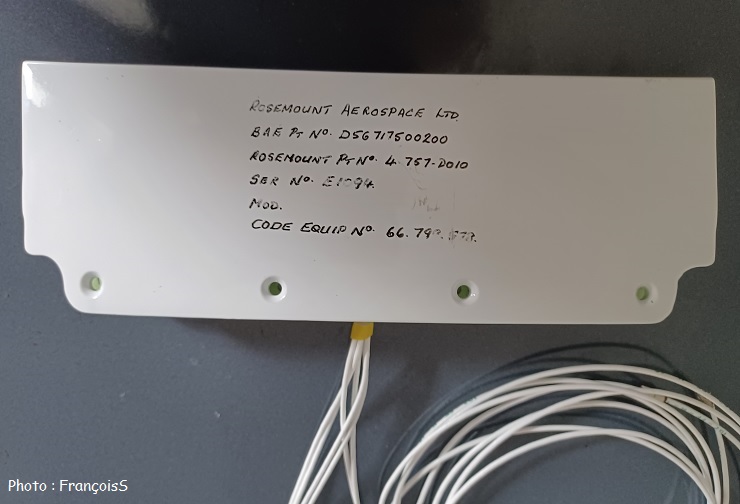 ROSEMOUNT AEROSPACE LTD.
BAE PT NO. D56717500200
ROSEMOUNT PT NO. 4 757-D010
SER NO.
MOD.
CODE EQUIP NO.
Photo : FrançoisS